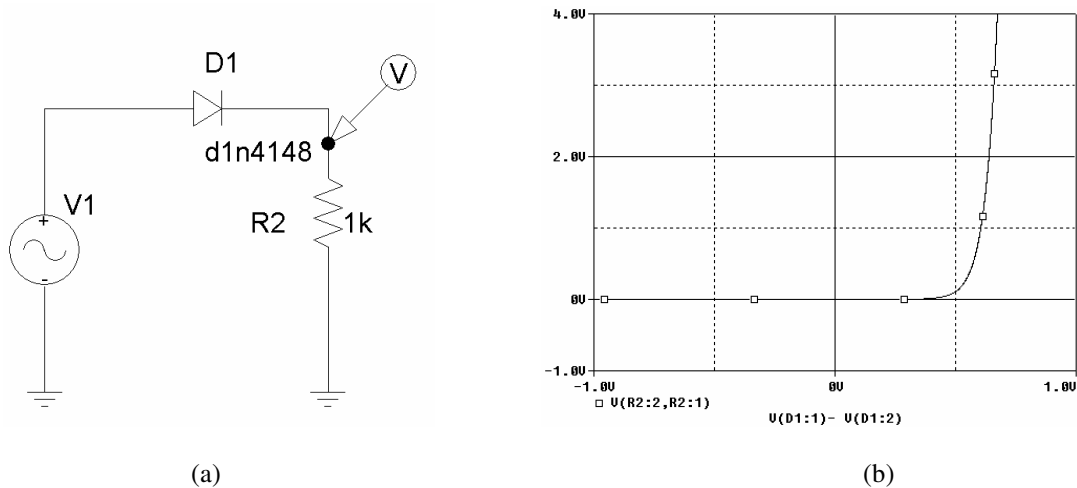 D1
V
d1n4148
V1
+
-
R2
1k
4.0V
2.0V
0V
-1.0V
-1.0V
0V
1.0V
V(R2:2,R2:1)
V(D1:1)- V(D1:2)
(a)
(b)